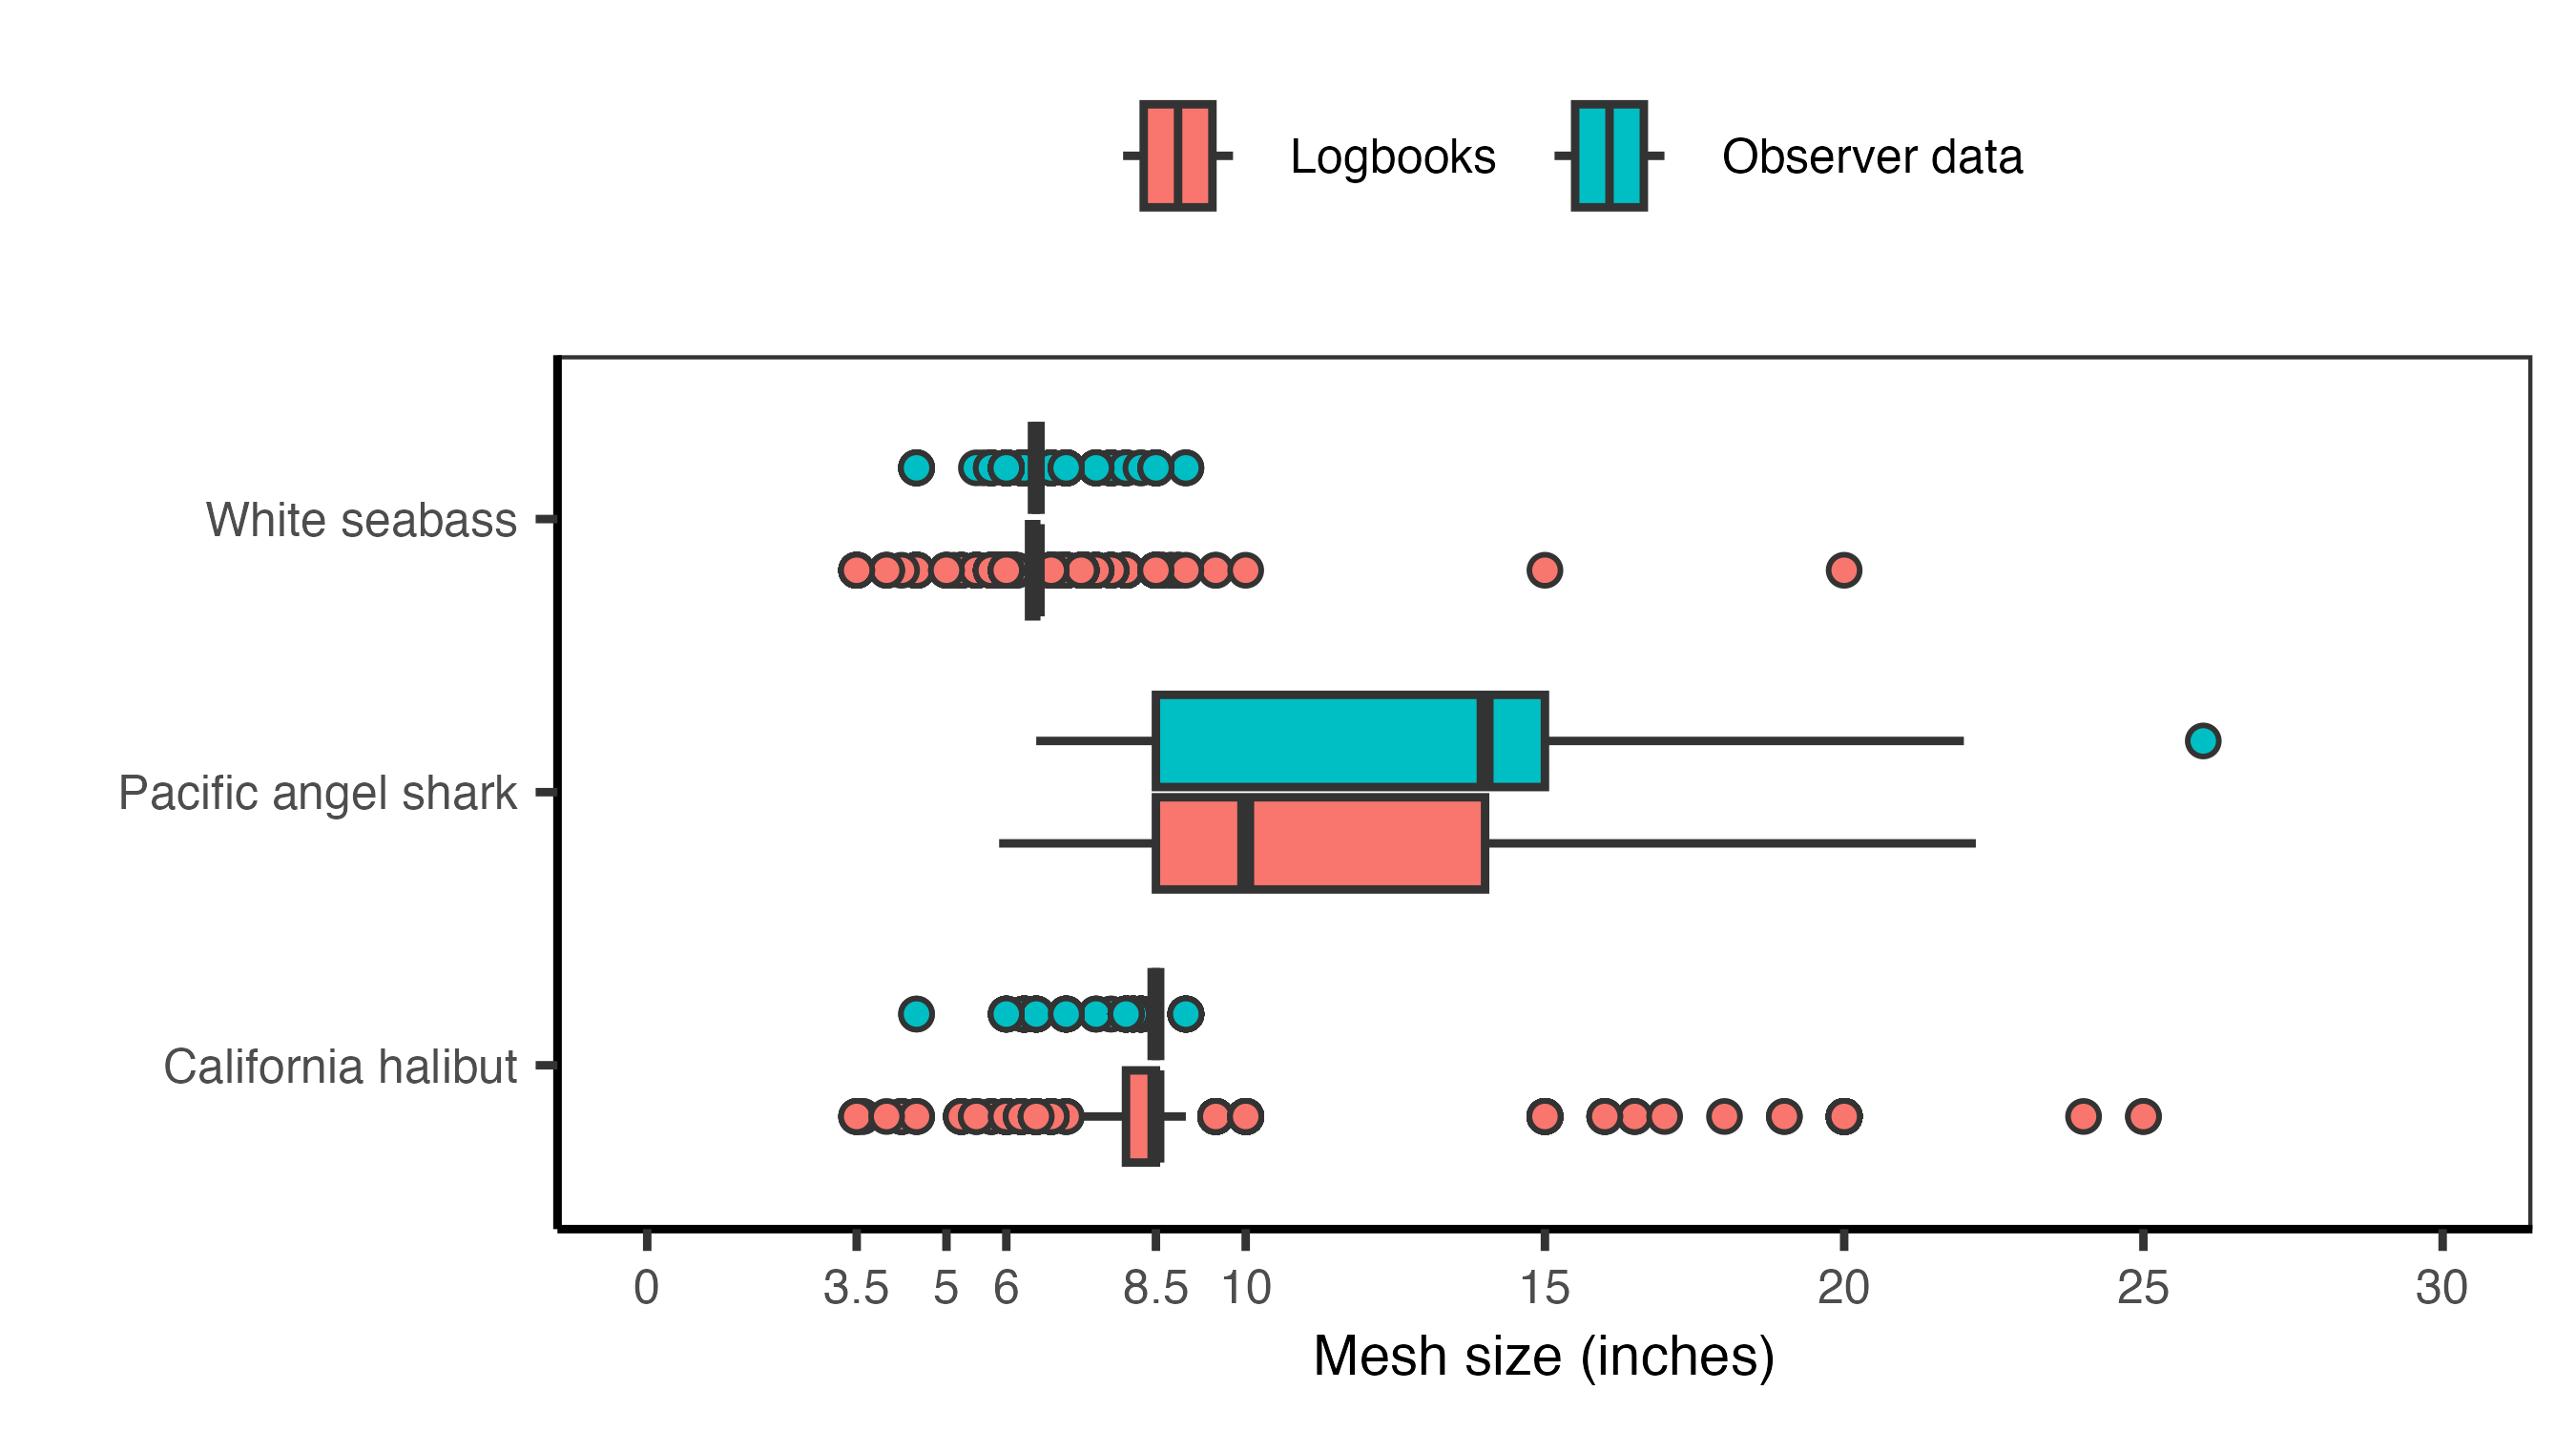 Logbooks Observer data
White seabass
Pacific angel shark
California halibut
0 3.5 5 6 8.5 10 15 20 25 30
Mesh size (inches)